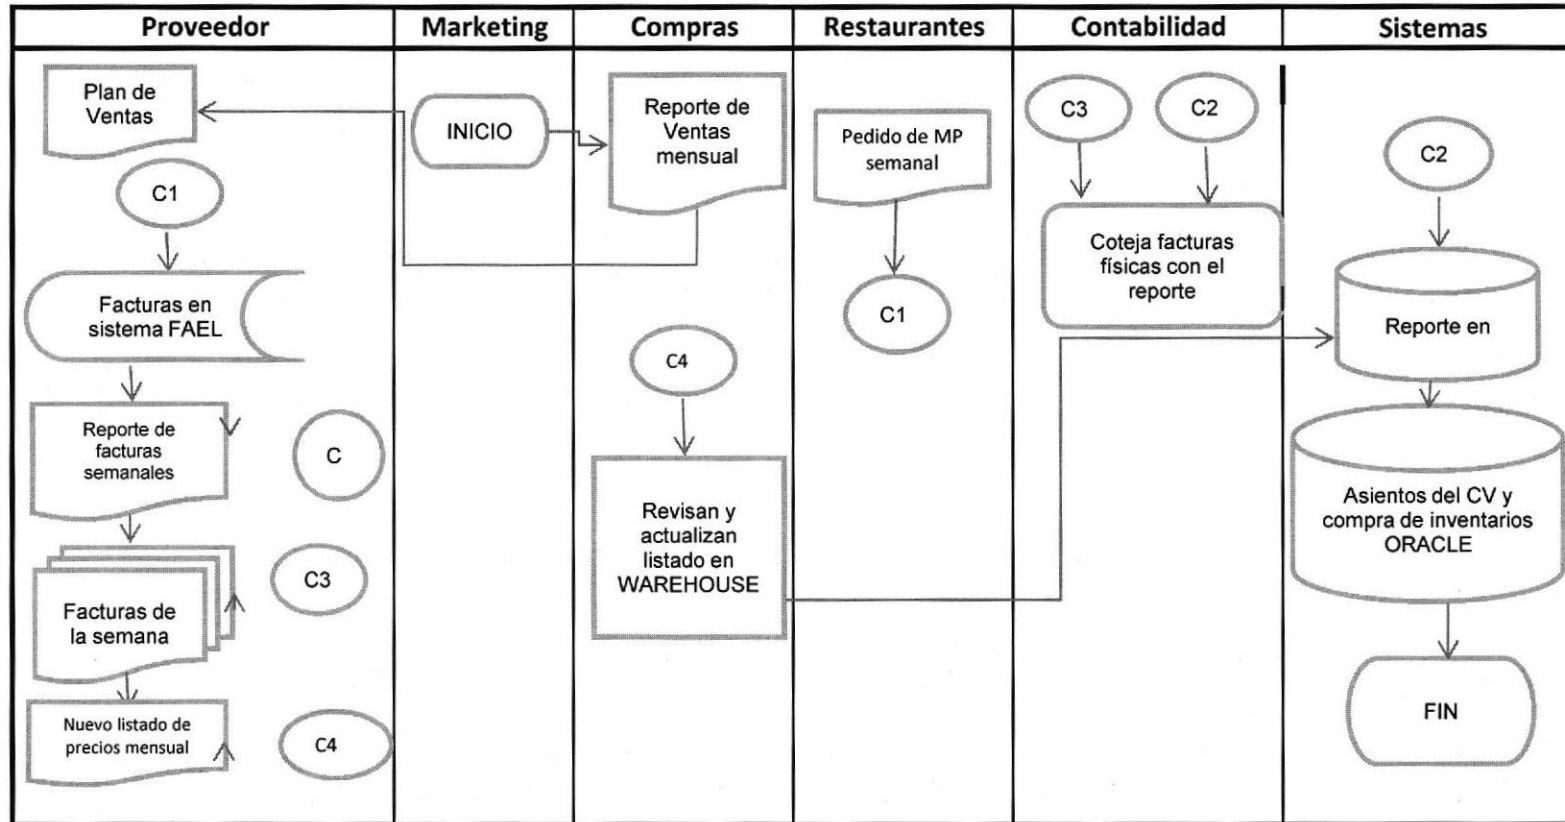 Proveedor
Marketing
Compras
Restaurantes
Contabilidad
Sistemas
Plan de
Ventas
C1
Facturas en
sistema FAEL
Reporte de
facturas
semanales
C
Facturas de
la semana
C3
Nuevo listado de
precios mensual
C4
INICIO
Reporte de
Ventas
mensual
C4
Revisan y
actualizan
listado en
WAREHOUSE
Pedido de MP
semanal
C1
C3
C2
Coteja facturas
físicas con el
reporte
C2
Reporte en
Asientos del CV y
compra de inventarios
ORACLE
FIN